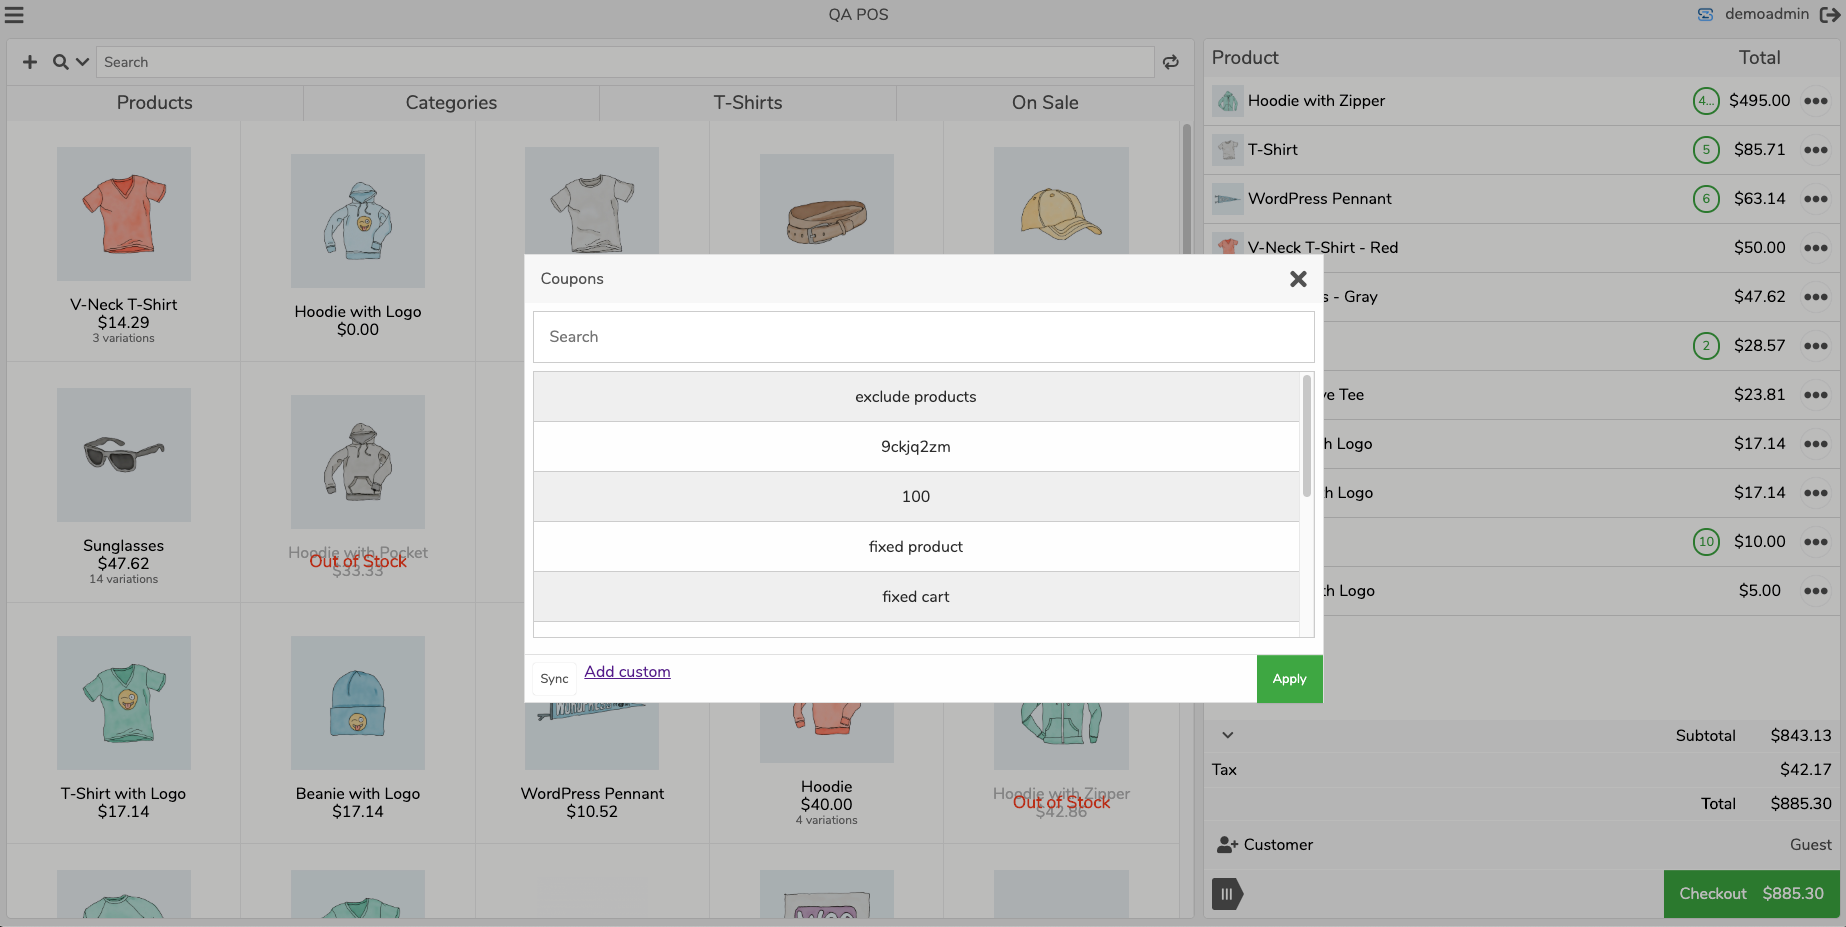 QA POS
demoadmin
Search
Products
Categories
T-Shirts
On Sale
V-Neck T-Shirt
$14.29
3 variations
Hoodie with Logo
$0.00
Sunglasses
$47.62
14 variations
Hoodie with Pocket
Out of Stock
$33.33
T-Shirt with Logo
$17.14
Beanie with Logo
$17.14
WordPress Pennant
$10.52
Hoodie
$40.00
4 variations
Hoodie with Zipper
Out of Stock
$42.86
Coupons
Search
exclude products
9ckjq2zm
100
fixed product
fixed cart
Sync
Add custom
Apply
Product Total
Hoodie with Zipper 4... $495.00
T-Shirt 5 $85.71
WordPress Pennant 6 $63.14
V-Neck T-Shirt - Red $50.00
s - Gray $47.62
2 $28.57
ve Tee $23.81
h Logo $17.14
h Logo $17.14
10 $10.00
th Logo $5.00
Subtotal $843.13
Tax $42.17
Total $885.30
Customer Guest
Checkout $885.30